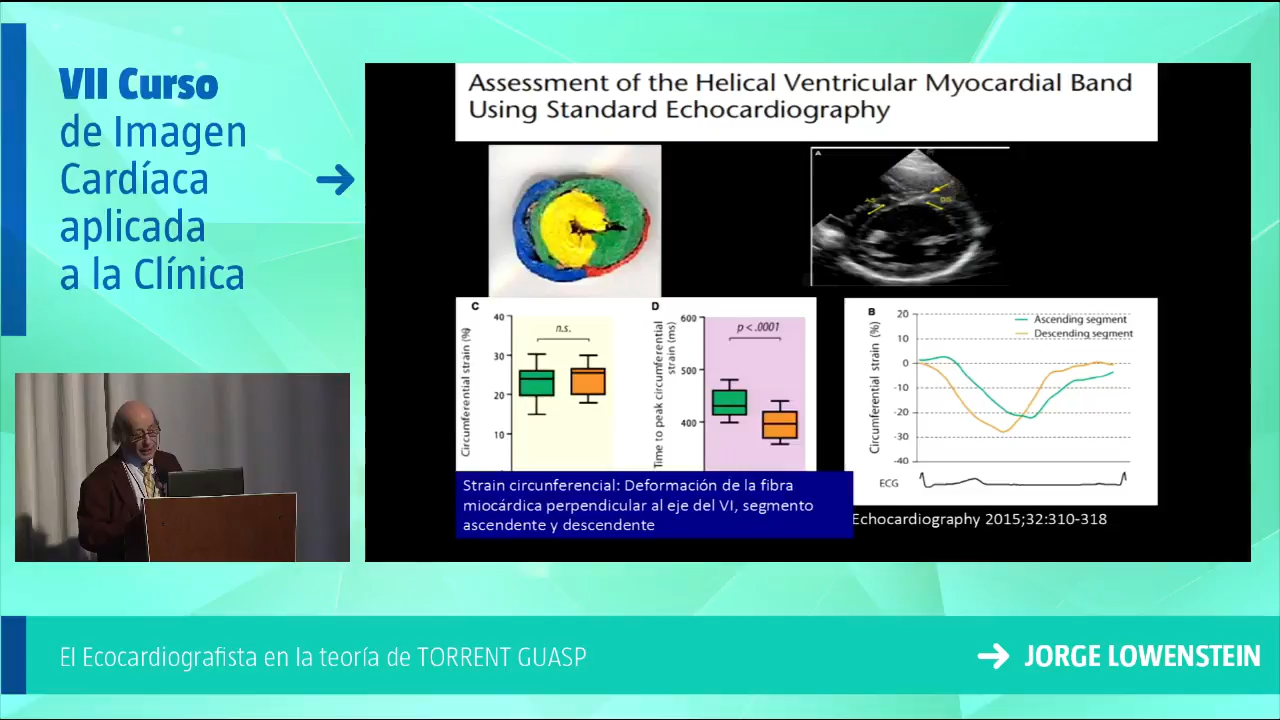 VII Curso
de Imagen
Cardíaca
aplicada
a la Clínica
Assessment of the Helical Ventricular Myocardial Band
Using Standard Echocardiography
A
AS
DS
C
Circumferential strain (%)
40
30
20
10
n.s.
D
Time to peak circumferential
strain (ms)
600
500
400
p < .0001
B
Circumferential strain (%)
20
10
0
-10
-20
-30
-40
Ascending segment
Descending segment
ECG
Strain circunferencial: Deformación de la fibra
miocárdica perpendicular al eje del VI, segmento
ascendente y descendente
Echocardiography 2015;32:310-318
El Ecocardiografista en la teoría de TORRENT GUASP
JORGE LOWENSTEIN